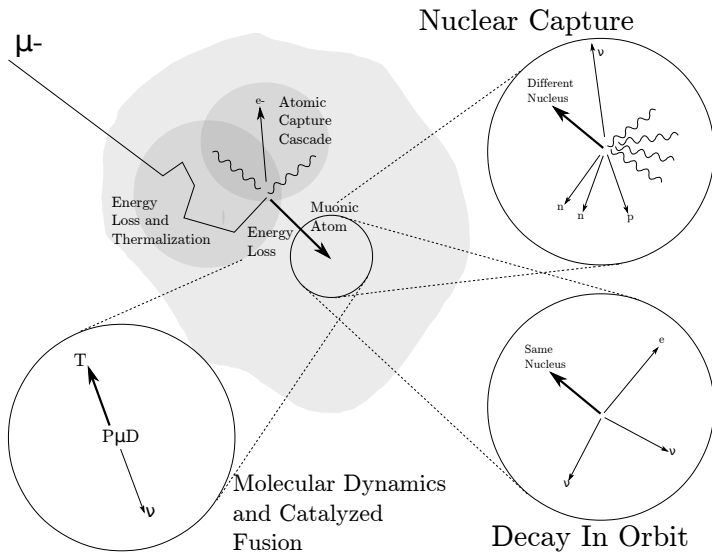 Nuclear Capture
μ-
ν
Different
Nucleus
e-
Atomic
Capture
Cascade
Energy
Loss and
Thermalization
Muonic
Atom
Energy
Loss
n
n
p
T
PμD
ν
Same
Nucleus
e
ν
ν
Molecular Dynamics
and Catalyzed
Fusion
Decay In Orbit